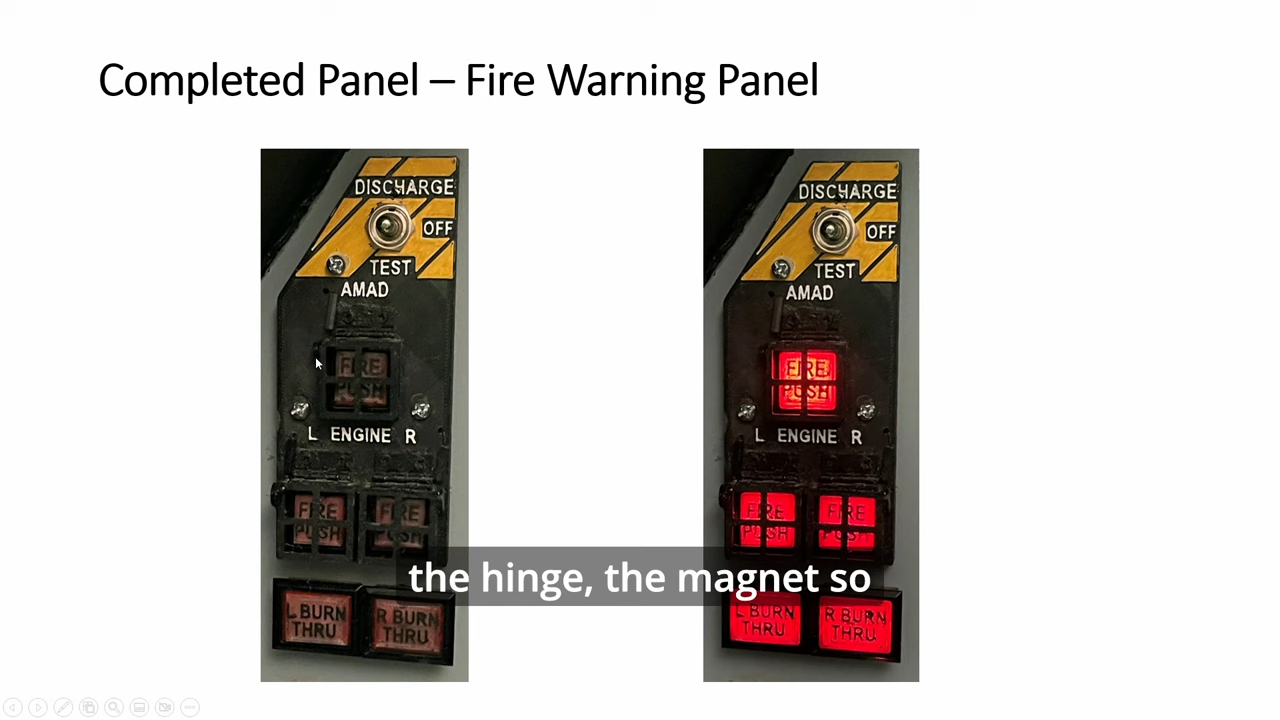 Completed Panel – Fire Warning Panel
DISCHARGE
OFF
TEST
AMAD
FIRE
PUSH
L ENGINE R
FIRE
PUSH
FIRE
PUSH
L BURN
THRU
R BURN
THRU
DISCHARGE
OFF
TEST
AMAD
FIRE
PUSH
L ENGINE R
FIRE
PUSH
FIRE
PUSH
L BURN
THRU
R BURN
THRU
the hinge, the magnet so